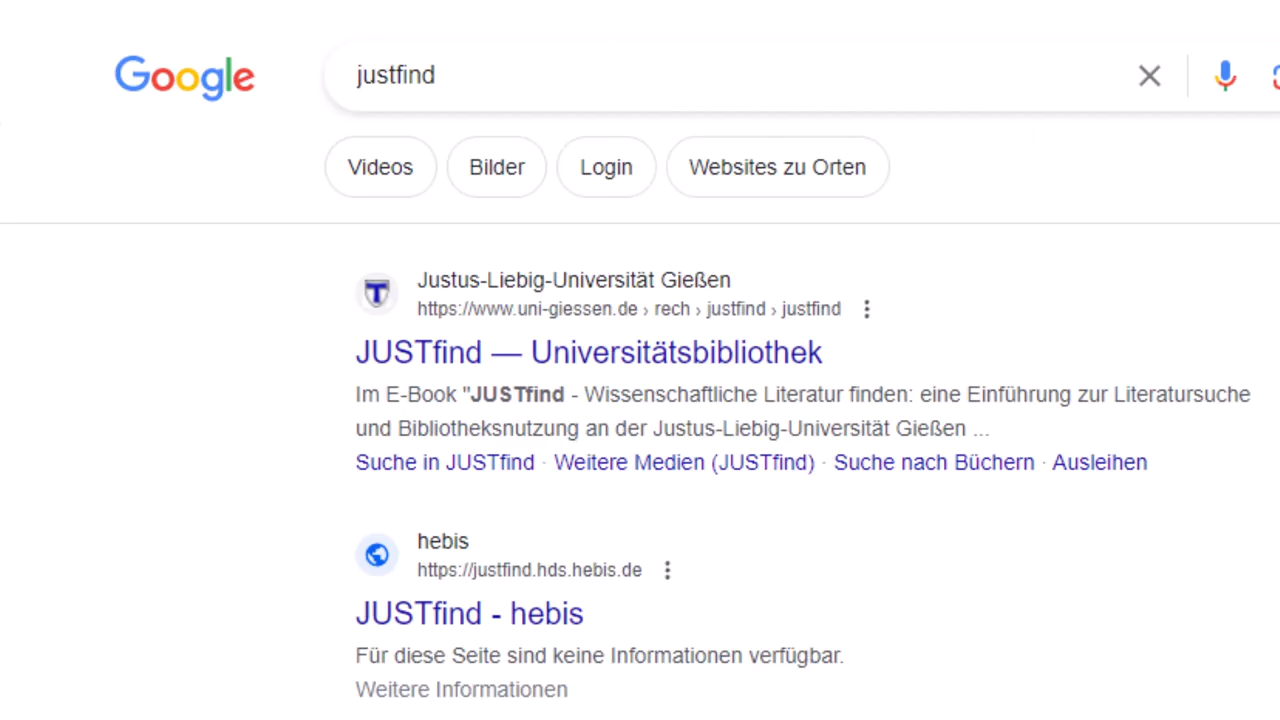 Google
justfind
Videos
Bilder
Login
Websites zu Orten
Justus-Liebig-Universität Gießen
https://www.uni-giessen.de › rech › justfind › justfind
JUSTfind — Universitätsbibliothek
Im E-Book "JUSTfind - Wissenschaftliche Literatur finden: eine Einführung zur Literatursuche
und Bibliotheksnutzung an der Justus-Liebig-Universität Gießen ...
Suche in JUSTfind · Weitere Medien (JUSTfind) · Suche nach Büchern · Ausleihen
hebis
https://justfind.hds.hebis.de
JUSTfind - hebis
Für diese Seite sind keine Informationen verfügbar.
Weitere Informationen